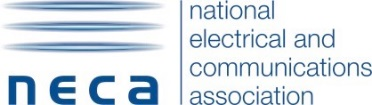 neca
national
electrical and
communications
association